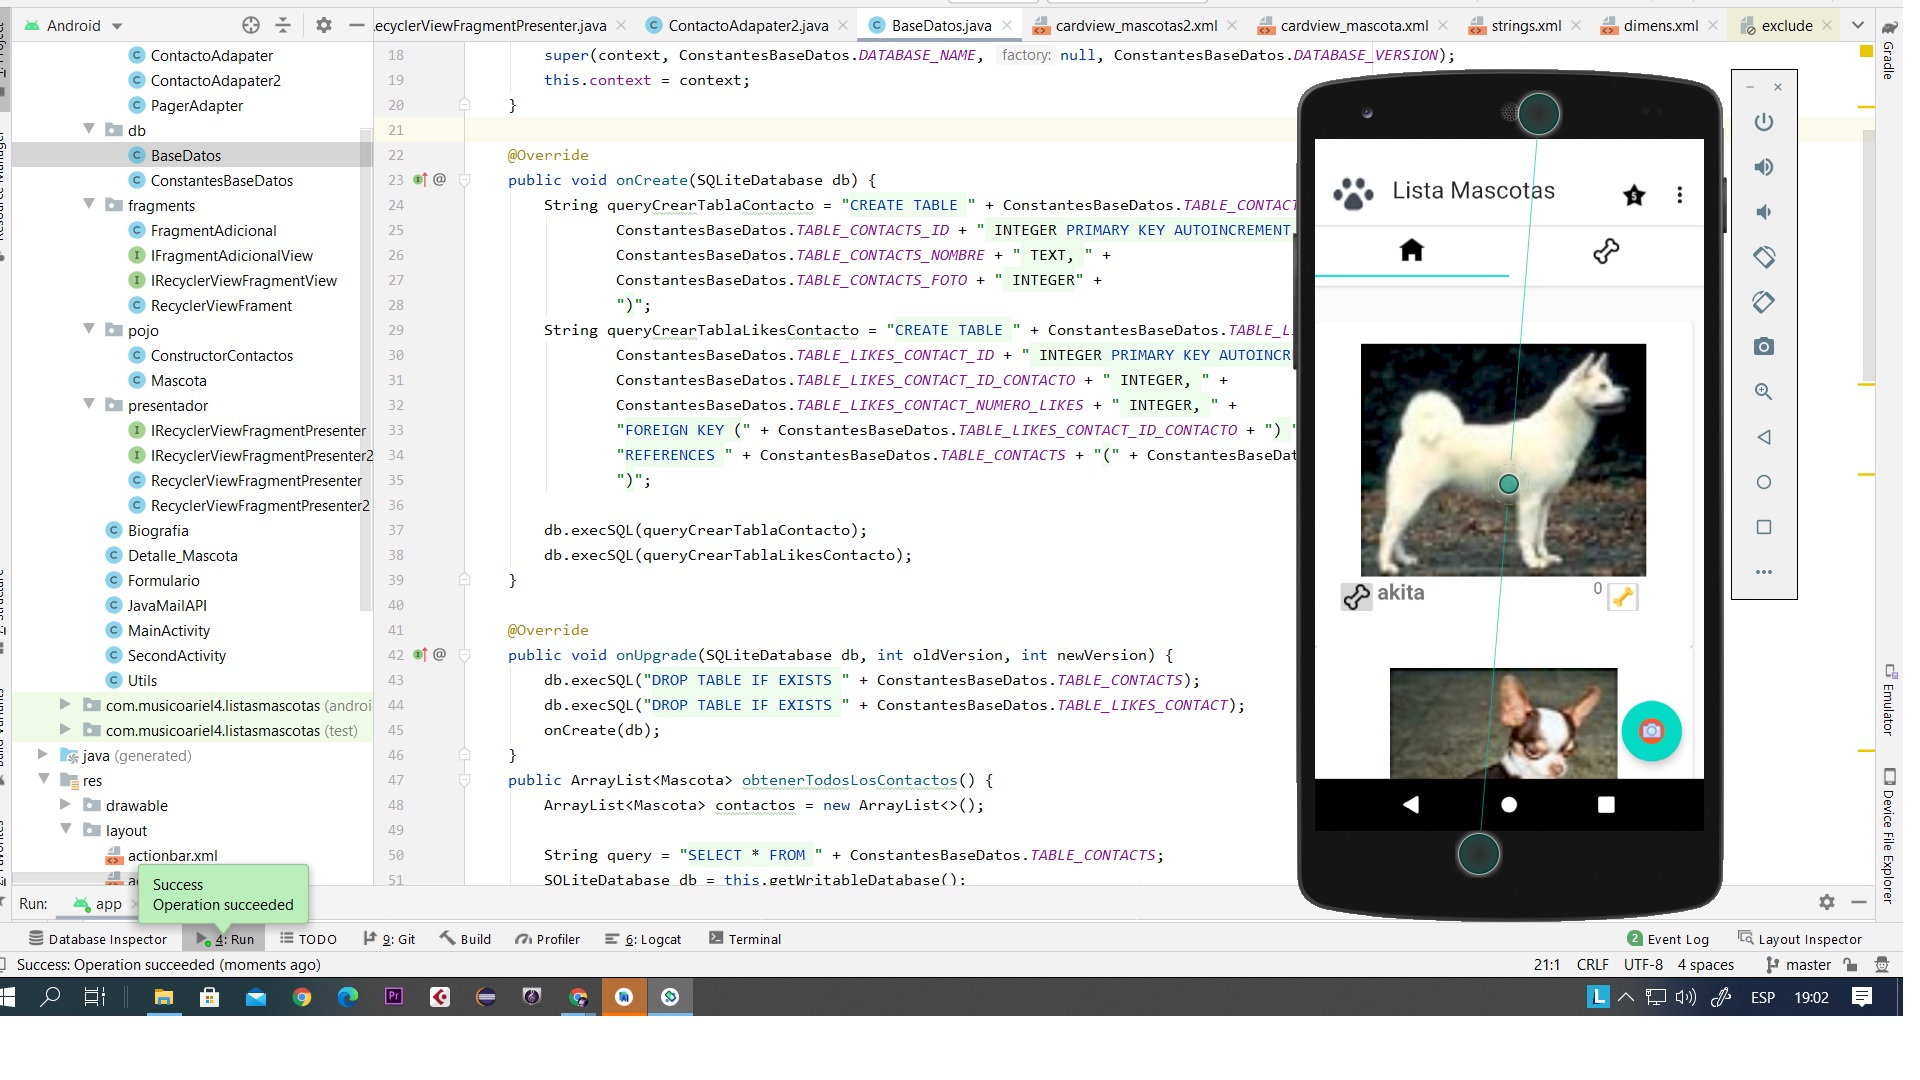 Android
ecyclerViewFragmentPresenter.java
ContactoAdapater2.java
BaseDatos.java
cardview_mascotas2.xml
cardview_mascota.xml
strings.xml
dimens.xml
exclude
ContactoAdapater
ContactoAdapater2
PagerAdapter
db
BaseDatos
ConstantesBaseDatos
fragments
FragmentAdicional
IFragmentAdicionalView
IRecyclerViewFragmentView
RecyclerViewFrament
pojo
ConstructorContactos
Mascota
presentador
IRecyclerViewFragmentPresenter
IRecyclerViewFragmentPresenter2
RecyclerViewFragmentPresenter
RecyclerViewFragmentPresenter2
Biografia
Detalle_Mascota
Formulario
JavaMailAPI
MainActivity
SecondActivity
Utils
com.musicoariel4.listasmascotas (androi
com.musicoariel4.listasmascotas (test)
java (generated)
res
drawable
layout
actionbar.xml
18 super(context, ConstantesBaseDatos.DATABASE_NAME, factory: null, ConstantesBaseDatos.DATABASE_VERSION);
19 this.context = context;
20 }
21
22 @Override
23 public void onCreate(SQLiteDatabase db) {
24 String queryCrearTablaContacto = "CREATE TABLE " + ConstantesBaseDatos.TABLE_CONTACT
25 ConstantesBaseDatos.TABLE_CONTACTS_ID + " INTEGER PRIMARY KEY AUTOINCREMENT
26 ConstantesBaseDatos.TABLE_CONTACTS_NOMBRE + " TEXT, " +
27 ConstantesBaseDatos.TABLE_CONTACTS_FOTO + " INTEGER" +
28 ")";
29 String queryCrearTablaLikesContacto = "CREATE TABLE " + ConstantesBaseDatos.TABLE_L
30 ConstantesBaseDatos.TABLE_LIKES_CONTACT_ID + " INTEGER PRIMARY KEY AUTOINCR
31 ConstantesBaseDatos.TABLE_LIKES_CONTACT_ID_CONTACTO + " INTEGER, " +
32 ConstantesBaseDatos.TABLE_LIKES_CONTACT_NUMERO_LIKES + " INTEGER, " +
33 "FOREIGN KEY (" + ConstantesBaseDatos.TABLE_LIKES_CONTACT_ID_CONTACTO + ") "
34 "REFERENCES " + ConstantesBaseDatos.TABLE_CONTACTS + "(" + ConstantesBaseDat
35 ")";
36
37 db.execSQL(queryCrearTablaContacto);
38 db.execSQL(queryCrearTablaLikesContacto);
39 }
40
41 @Override
42 public void onUpgrade(SQLiteDatabase db, int oldVersion, int newVersion) {
43 db.execSQL("DROP TABLE IF EXISTS " + ConstantesBaseDatos.TABLE_CONTACTS);
44 db.execSQL("DROP TABLE IF EXISTS " + ConstantesBaseDatos.TABLE_LIKES_CONTACT);
45 onCreate(db);
46 }
47 public ArrayList<Mascota> obtenerTodosLosContactos() {
48 ArrayList<Mascota> contactos = new ArrayList<>();
49
50 String query = "SELECT * FROM " + ConstantesBaseDatos.TABLE_CONTACTS;
51 SQLiteDatabase db = this.getWritableDatabase();
Lista Mascotas
5
akita
0
Gradle
Emulator
Device File Explorer
Success
Operation succeeded
Run:
app
Database Inspector
4: Run
TODO
9: Git
Build
Profiler
6: Logcat
Terminal
2 Event Log
Layout Inspector
Success: Operation succeeded (moments ago)
21:1 CRLF UTF-8 4 spaces master
Pr
L
ESP
19:02